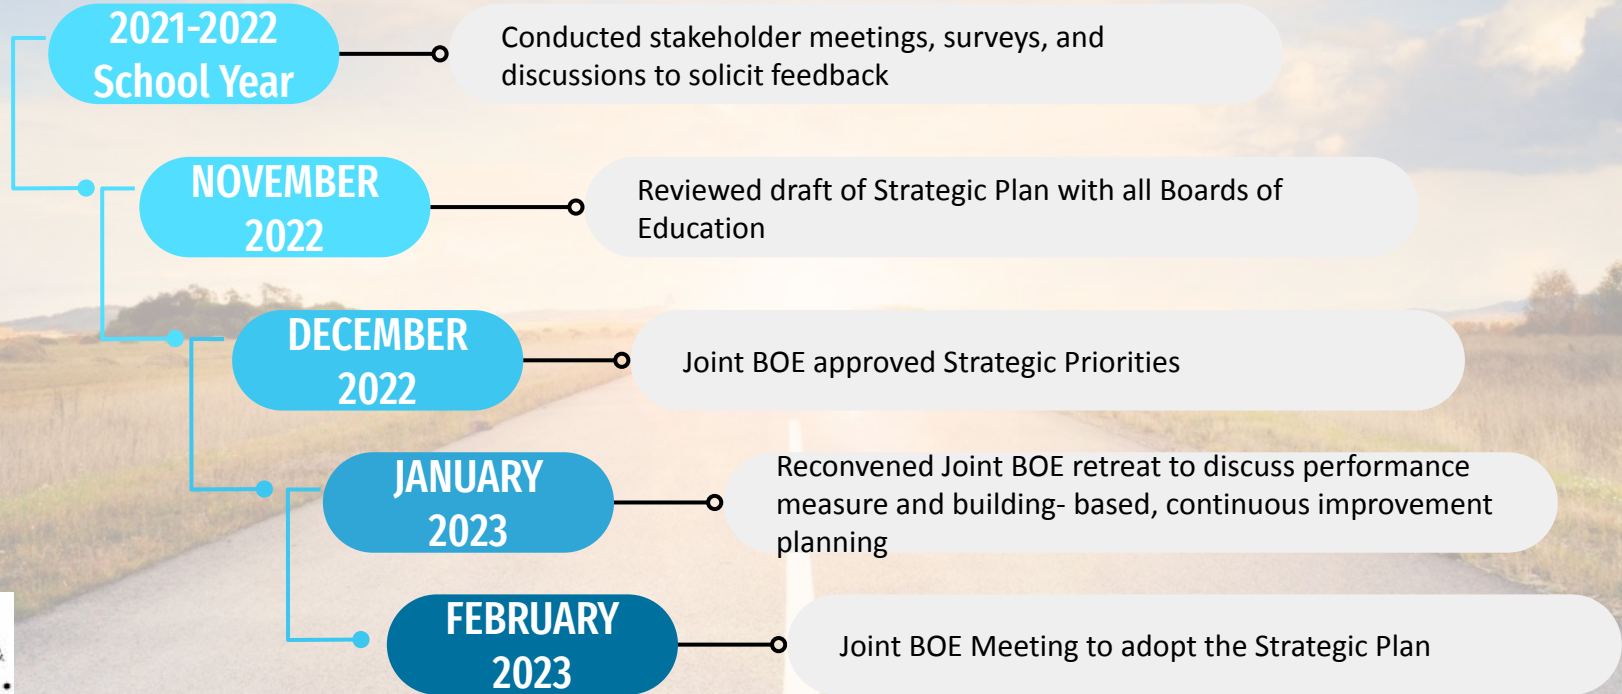 2021-2022
School Year
Conducted stakeholder meetings, surveys, and
discussions to solicit feedback
NOVEMBER
2022
Reviewed draft of Strategic Plan with all Boards of
Education
DECEMBER
2022
Joint BOE approved Strategic Priorities
JANUARY
2023
Reconvened Joint BOE retreat to discuss performance
measure and building- based, continuous improvement
planning
FEBRUARY
2023
Joint BOE Meeting to adopt the Strategic Plan